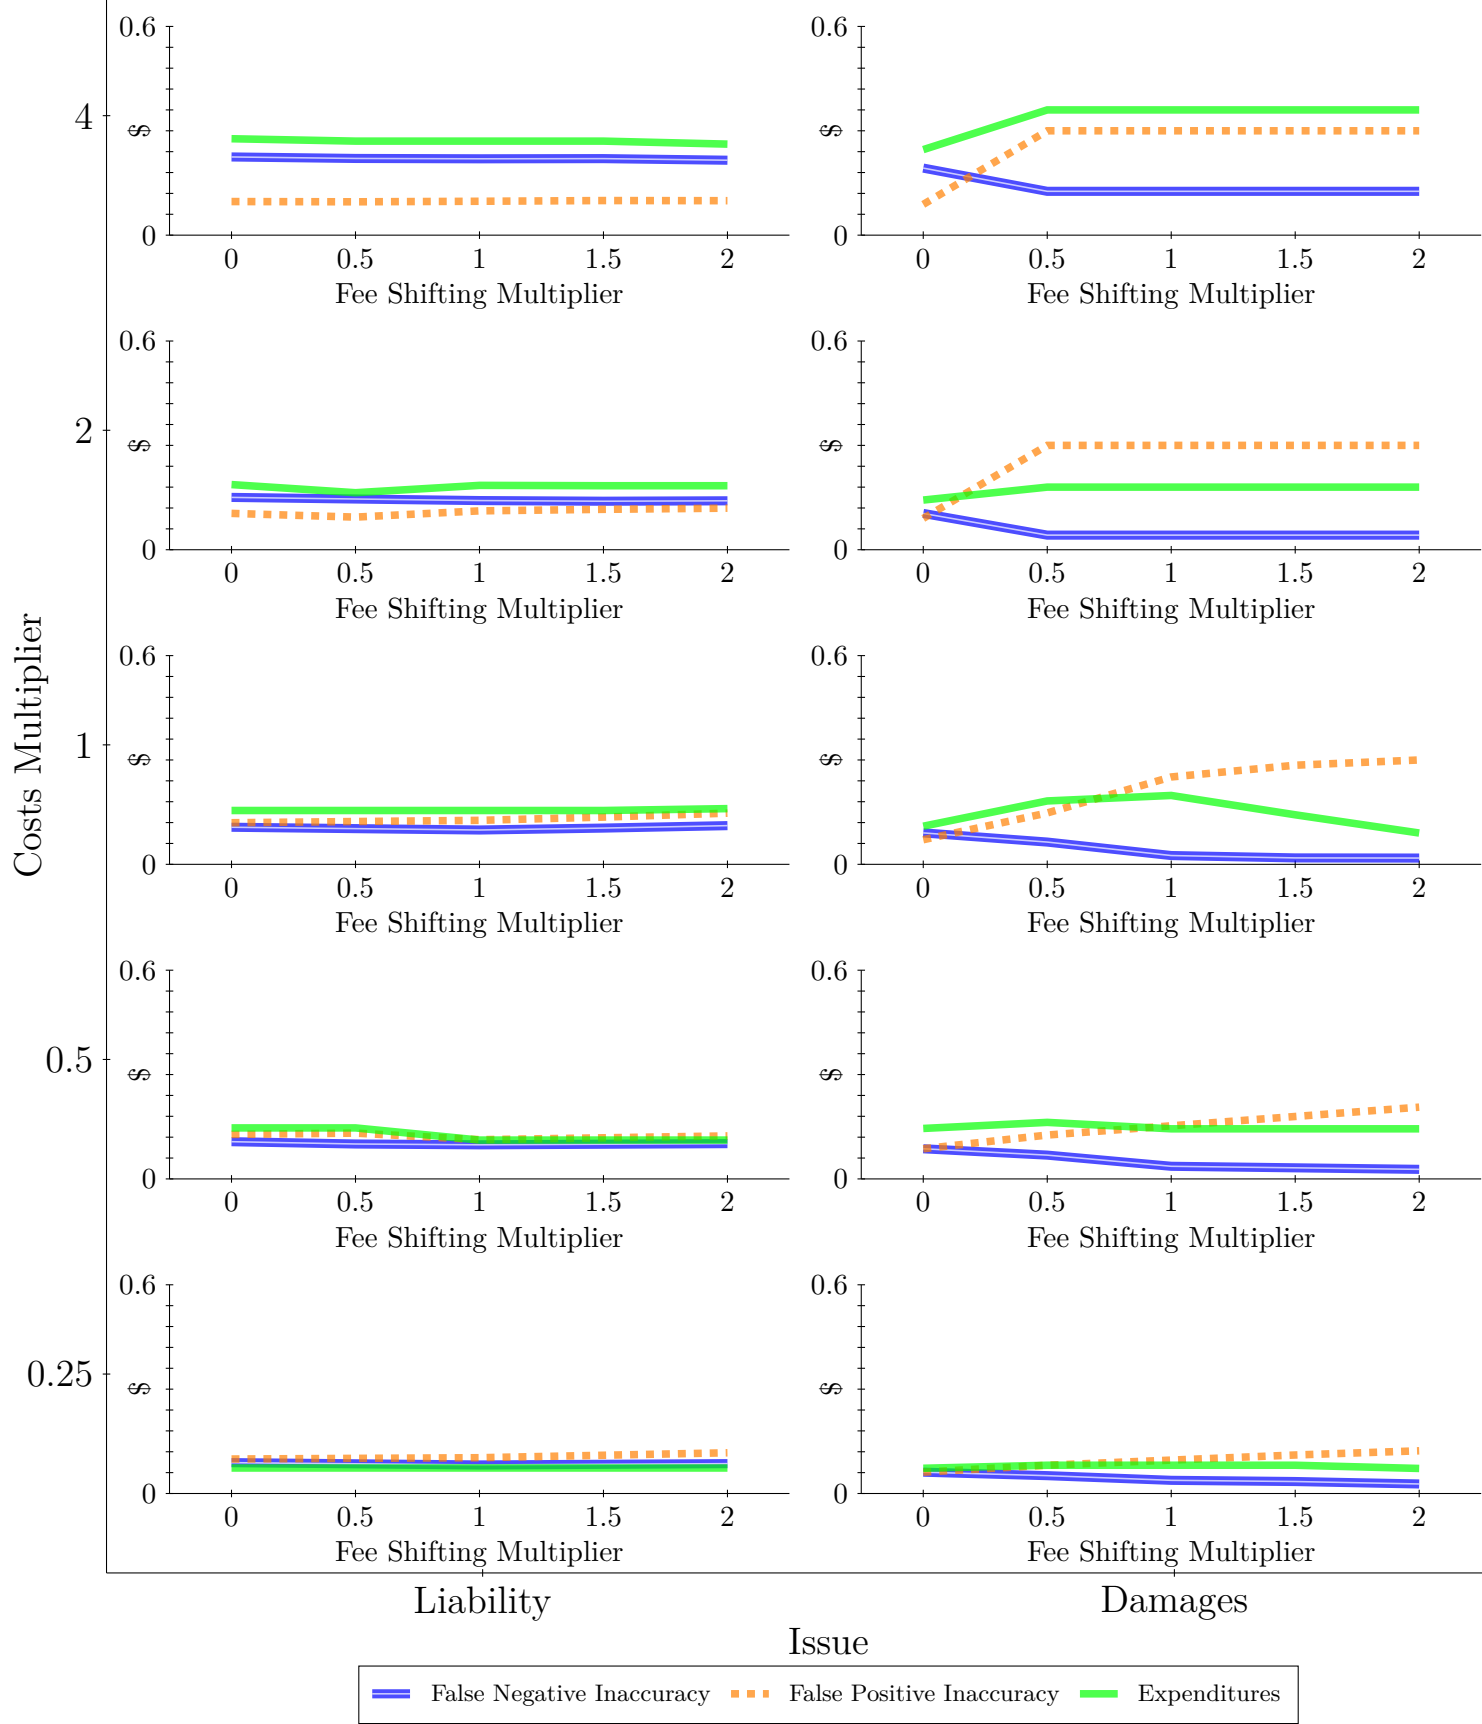 0.6 0.6
4 $ $
0 0
0 0.5 1 1.5 2 0 0.5 1 1.5 2
Fee Shifting Multiplier Fee Shifting Multiplier
0.6 0.6
2 $ $
0 0
0 0.5 1 1.5 2 0 0.5 1 1.5 2
Fee Shifting Multiplier Fee Shifting Multiplier
Costs Multiplier
0.6 0.6
1 $ $
0 0
0 0.5 1 1.5 2 0 0.5 1 1.5 2
Fee Shifting Multiplier Fee Shifting Multiplier
0.6 0.6
0.5 $ $
0 0
0 0.5 1 1.5 2 0 0.5 1 1.5 2
Fee Shifting Multiplier Fee Shifting Multiplier
0.6 0.6
0.25 $ $
0 0
0 0.5 1 1.5 2 0 0.5 1 1.5 2
Fee Shifting Multiplier Fee Shifting Multiplier
Liability Damages
Issue
False Negative Inaccuracy False Positive Inaccuracy Expenditures